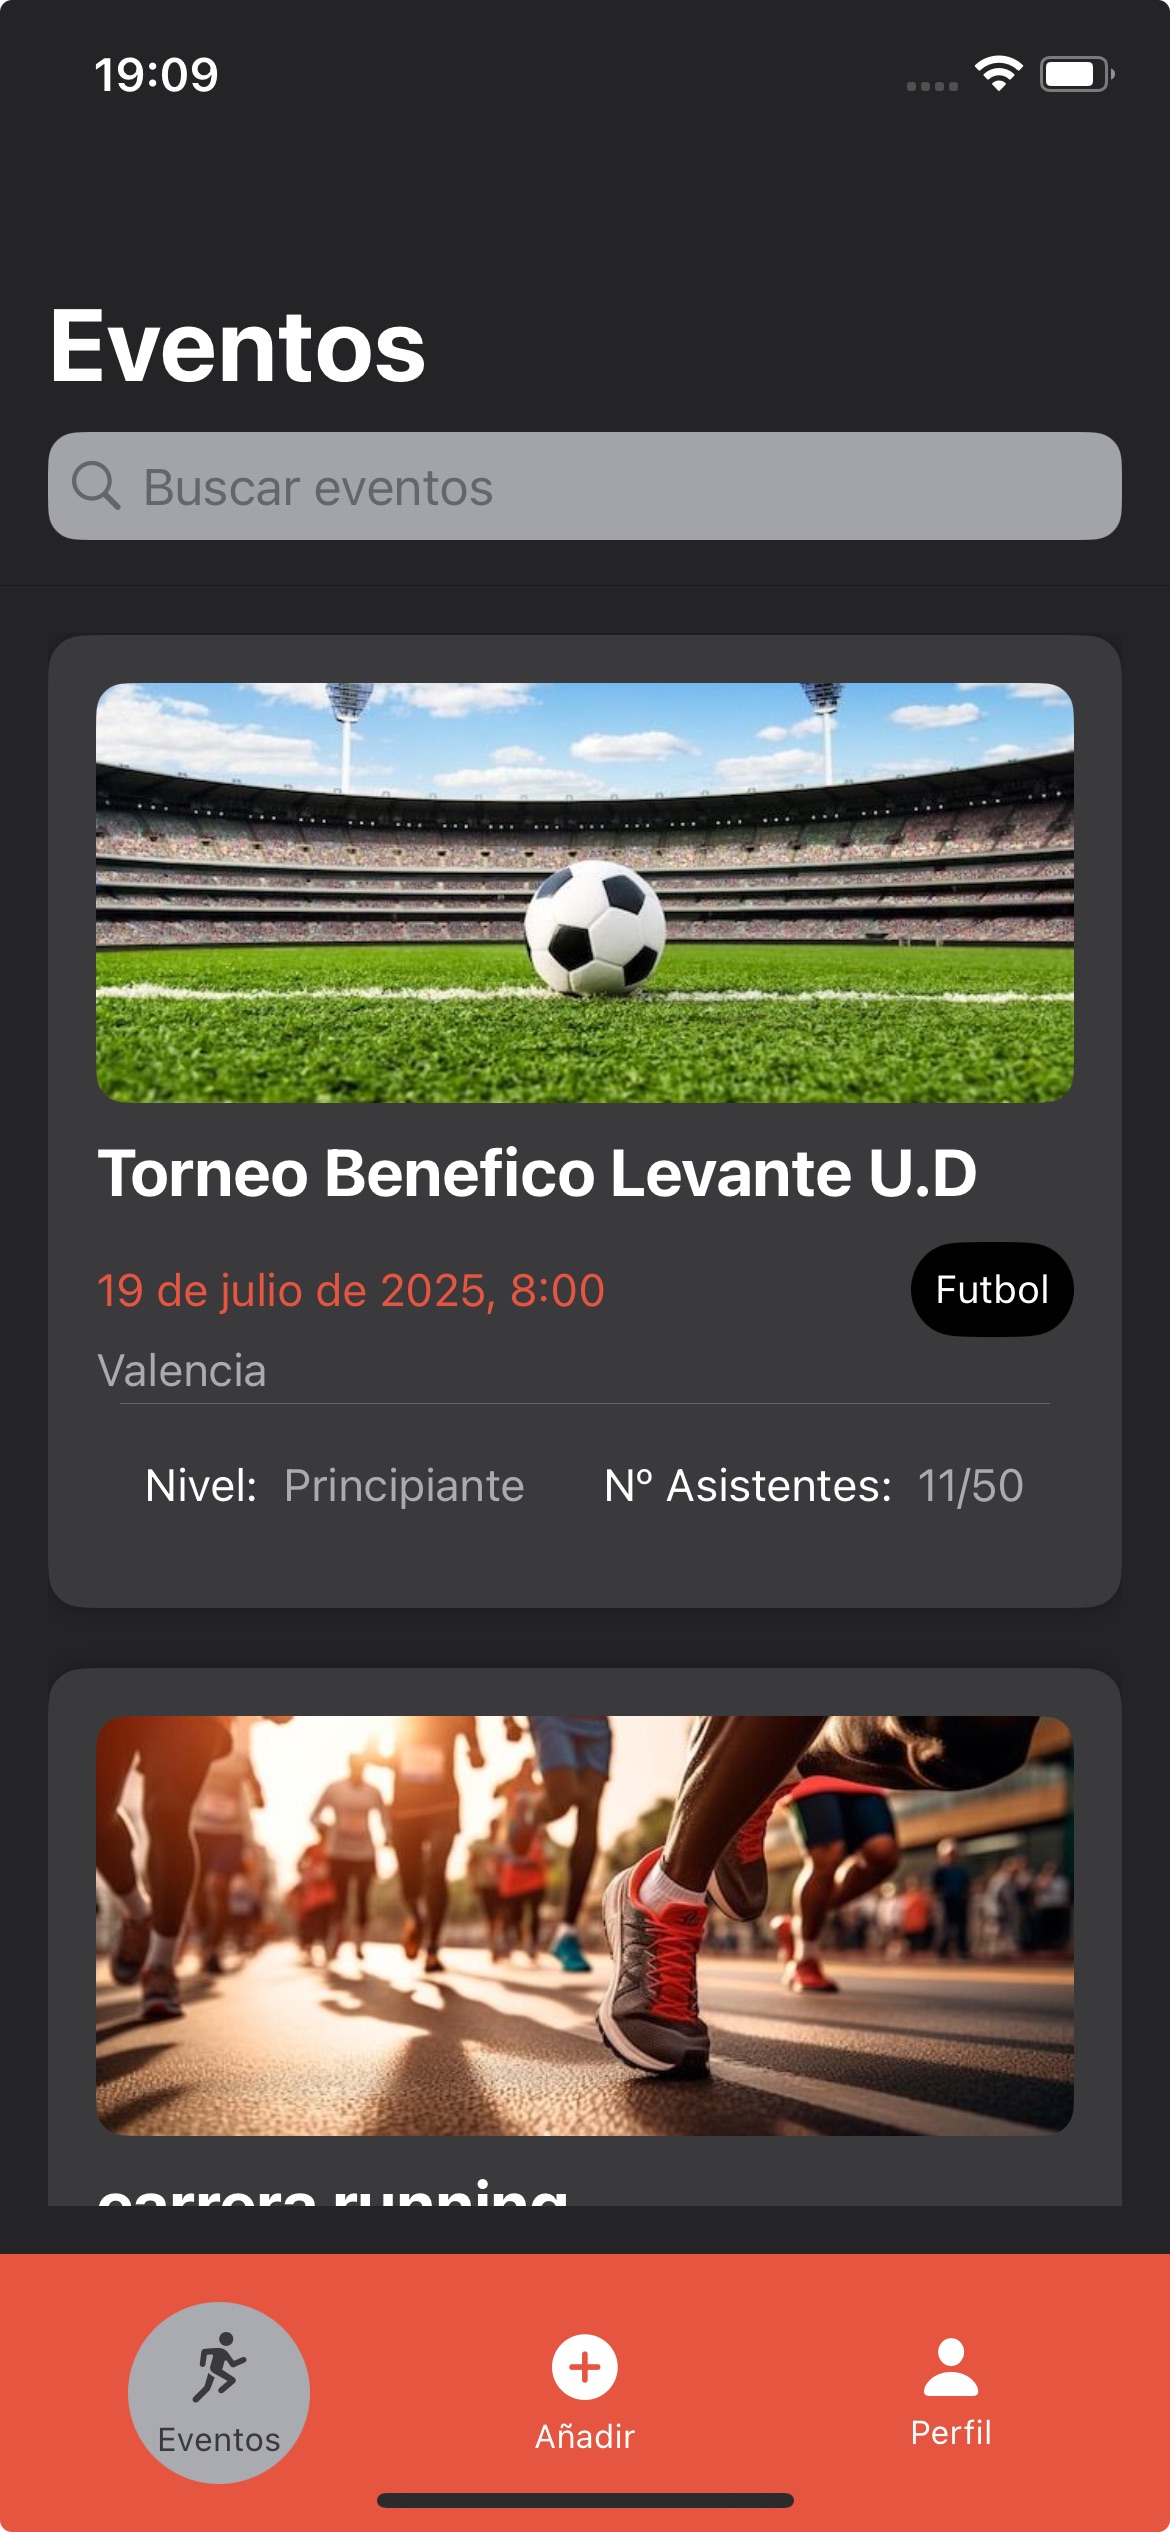 19:09
Eventos
Buscar eventos
Torneo Benefico Levante U.D
19 de julio de 2025, 8:00
Futbol
Valencia
Nivel: Principiante Nº Asistentes: 11/50
carrera running
Eventos
Añadir
Perfil